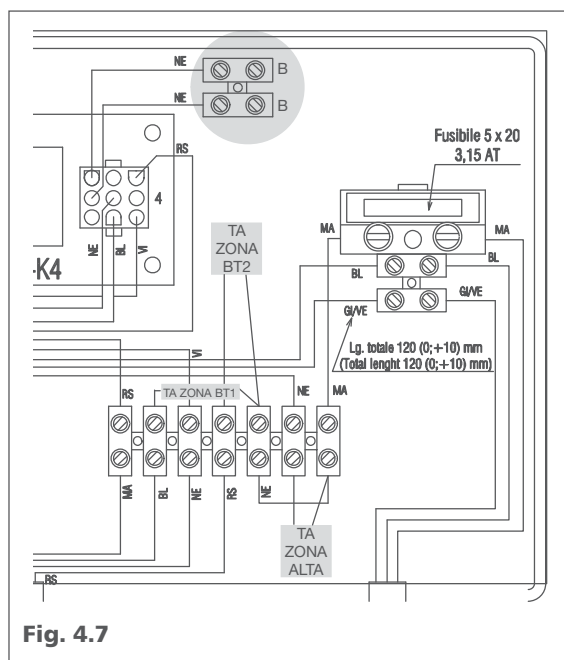 NE
B
NE
B
RS
Fusibile 5 x 20
3,15 AT
4
NE
BL
VI
-K4
TA
ZONA
BT2
MA
MA
BL
BL
GI/VE
GI/VE
Lg. totale 120 (0;+10) mm
(Total lenght 120 (0;+10) mm)
VI
RS
TA ZONA BT1
NE
MA
MA
BL
NE
RS
NE
TA
ZONA
ALTA
RS
Fig. 4.7